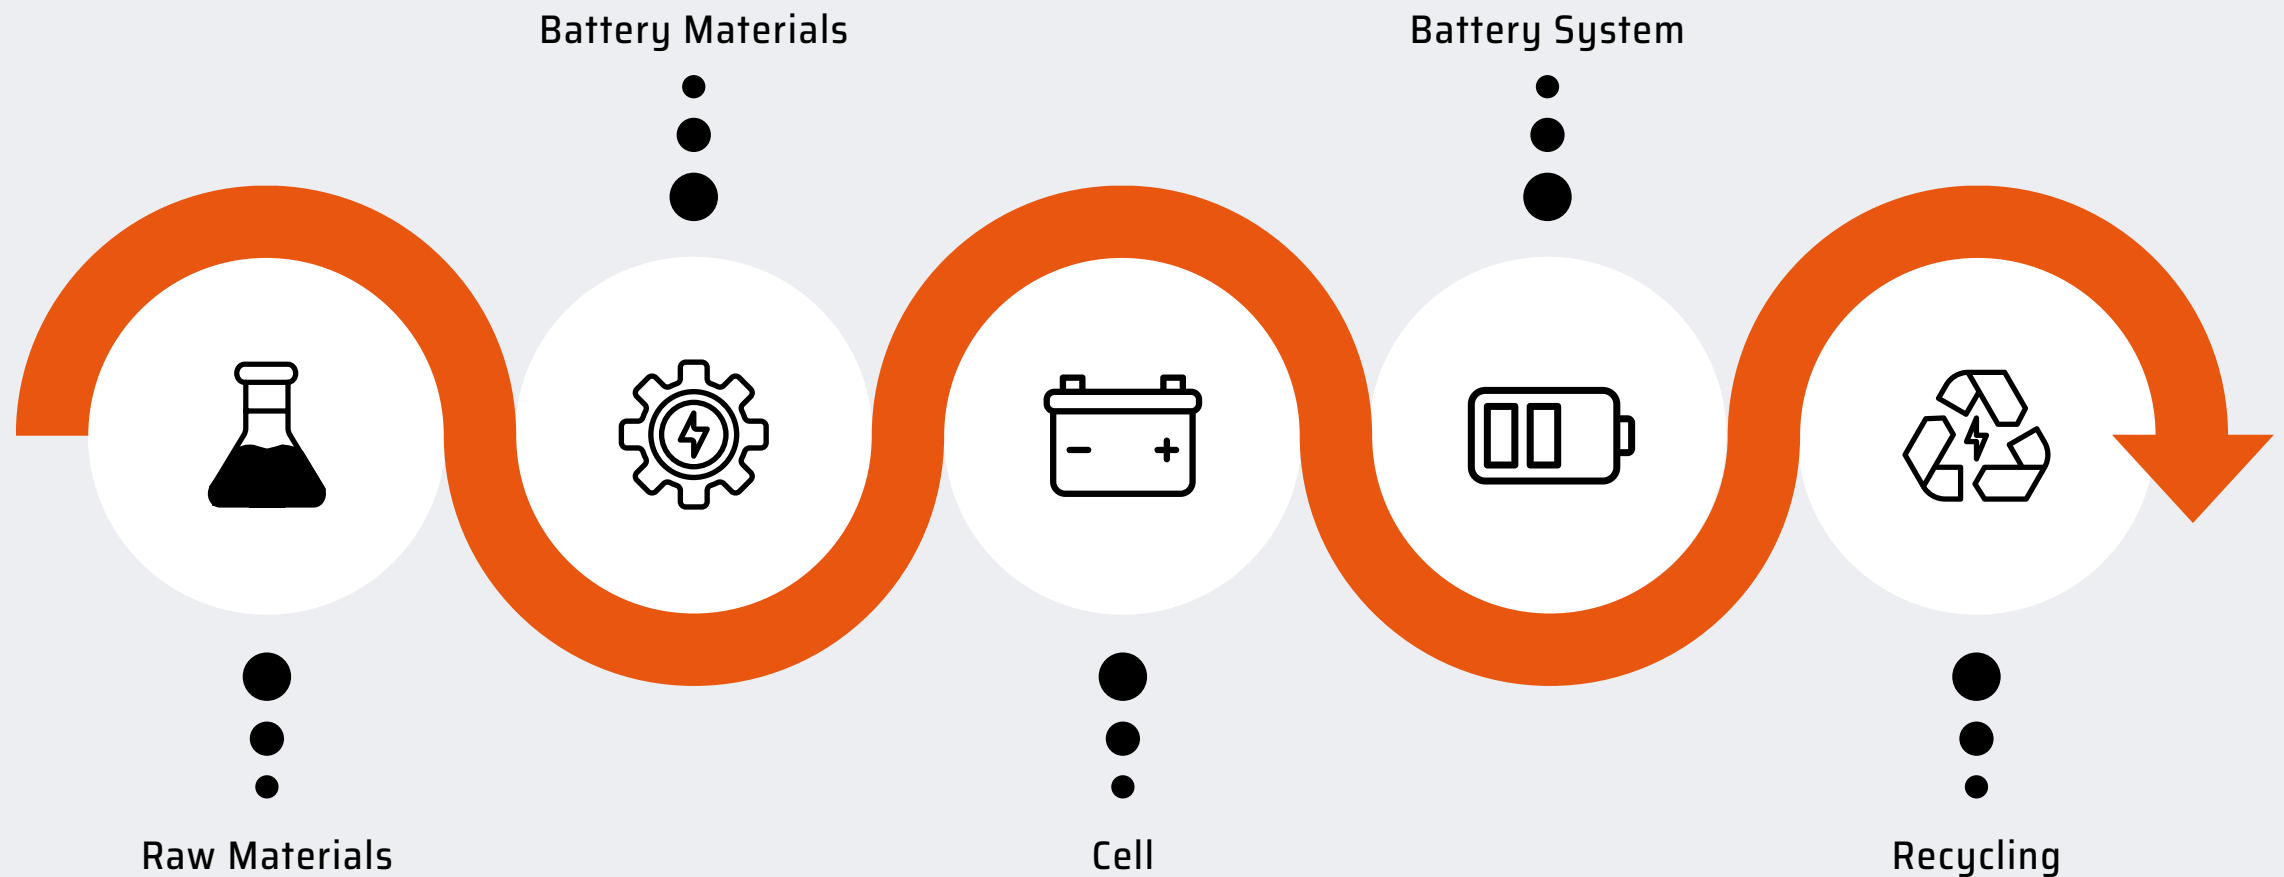 Battery Materials
Battery System
Raw Materials
Cell
Recycling